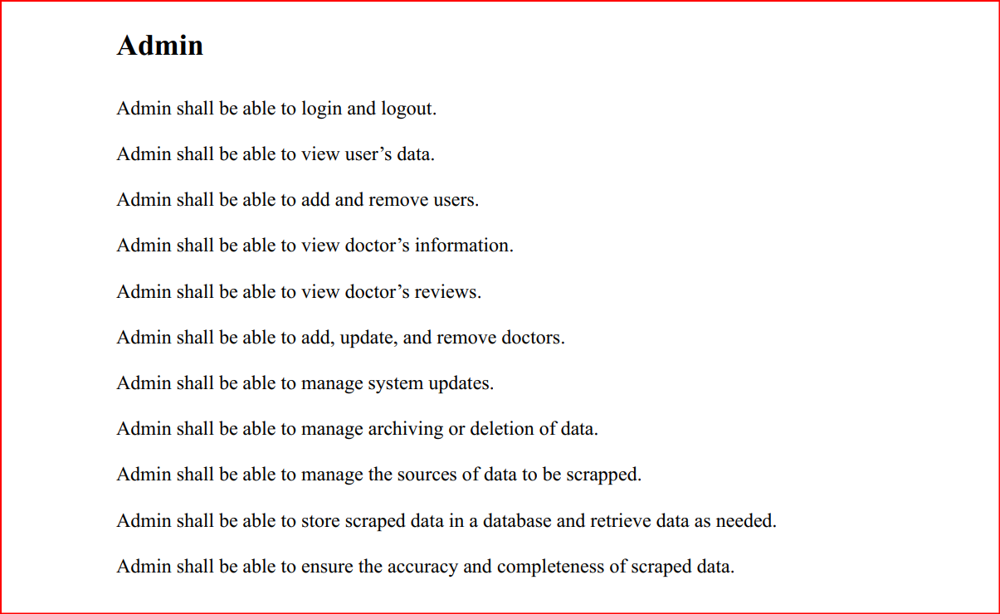 Admin
Admin shall be able to login and logout.
Admin shall be able to view user’s data.
Admin shall be able to add and remove users.
Admin shall be able to view doctor’s information.
Admin shall be able to view doctor’s reviews.
Admin shall be able to add, update, and remove doctors.
Admin shall be able to manage system updates.
Admin shall be able to manage archiving or deletion of data.
Admin shall be able to manage the sources of data to be scrapped.
Admin shall be able to store scraped data in a database and retrieve data as needed.
Admin shall be able to ensure the accuracy and completeness of scraped data.